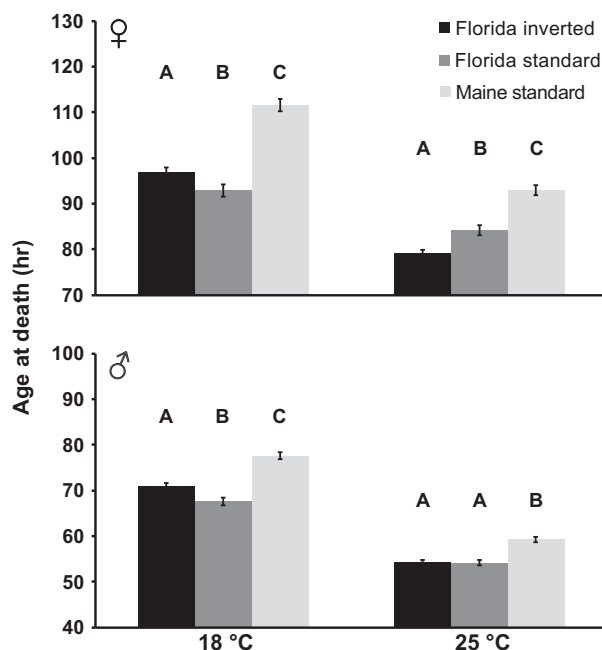 130
♀
Florida inverted
120
Florida standard
A B C
Maine standard
110
A B C
100
90
80
70
Age at death (hr)
100
♂
90
A B C
80
70
A A B
60
50
40
18 °C 25 °C